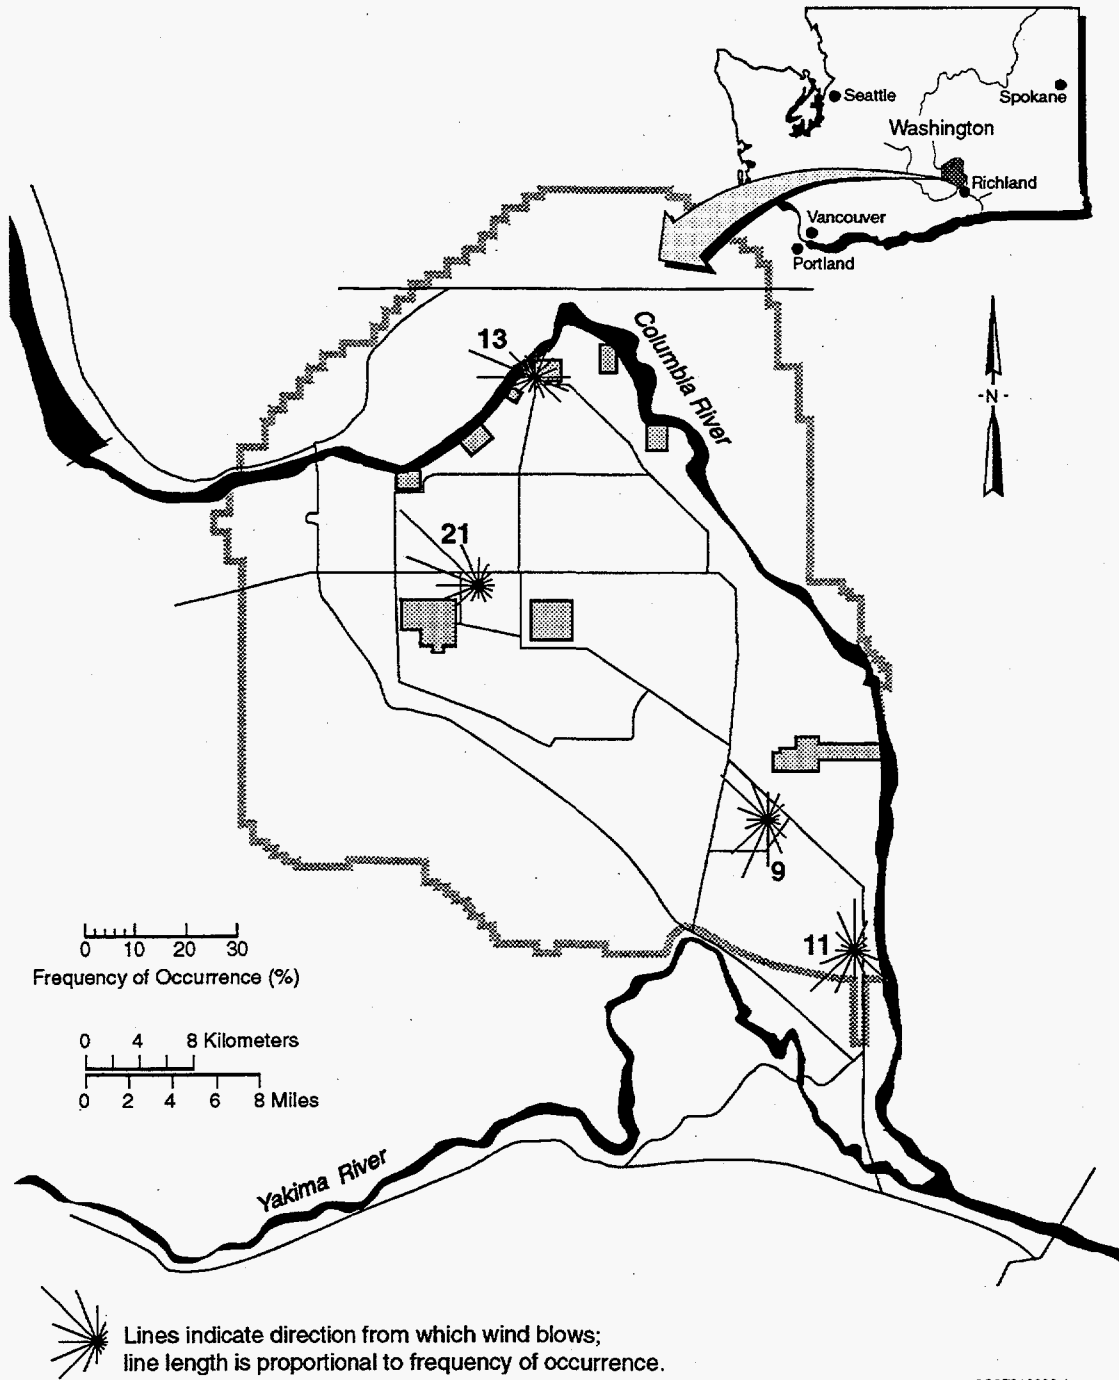 Seattle
Spokane
Washington
Richland
Vancouver
Portland
13
Columbia River
- N -
21
9
11
0 10 20 30
Frequency of Occurrence (%)
0 4 8 Kilometers
0 2 4 6 8 Miles
Yakima River
Lines indicate direction from which wind blows;
line length is proportional to frequency of occurrence.